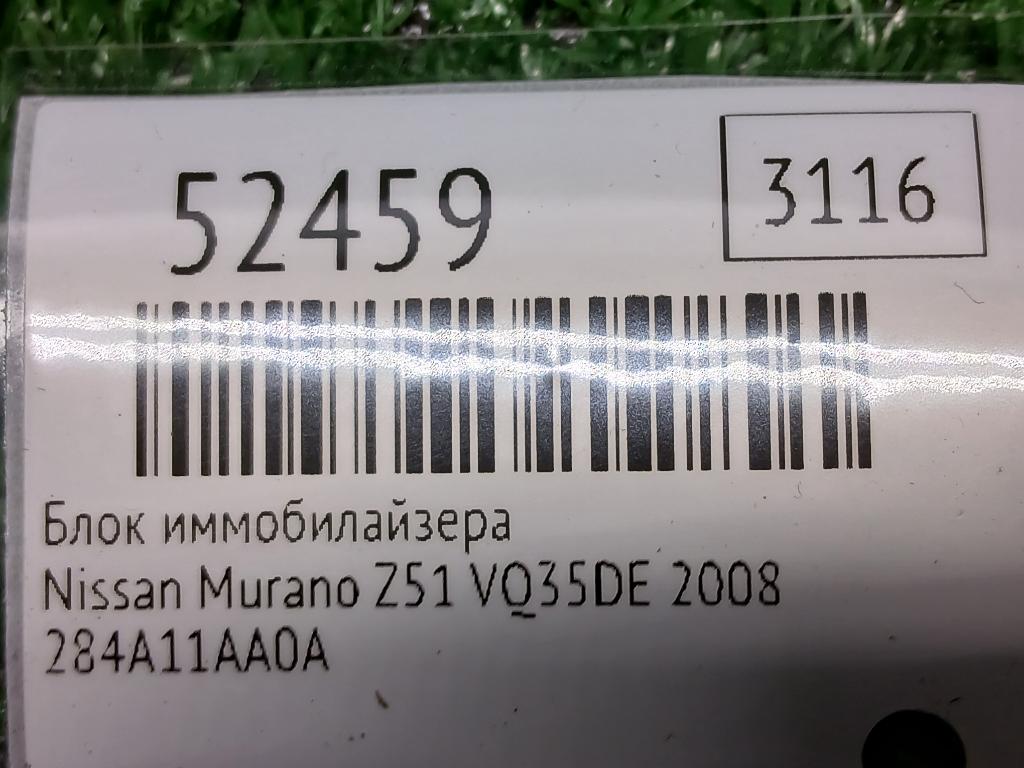 52459
3116
Блок иммобилайзера
Nissan Murano Z51 VQ35DE 2008
284A11AA0A